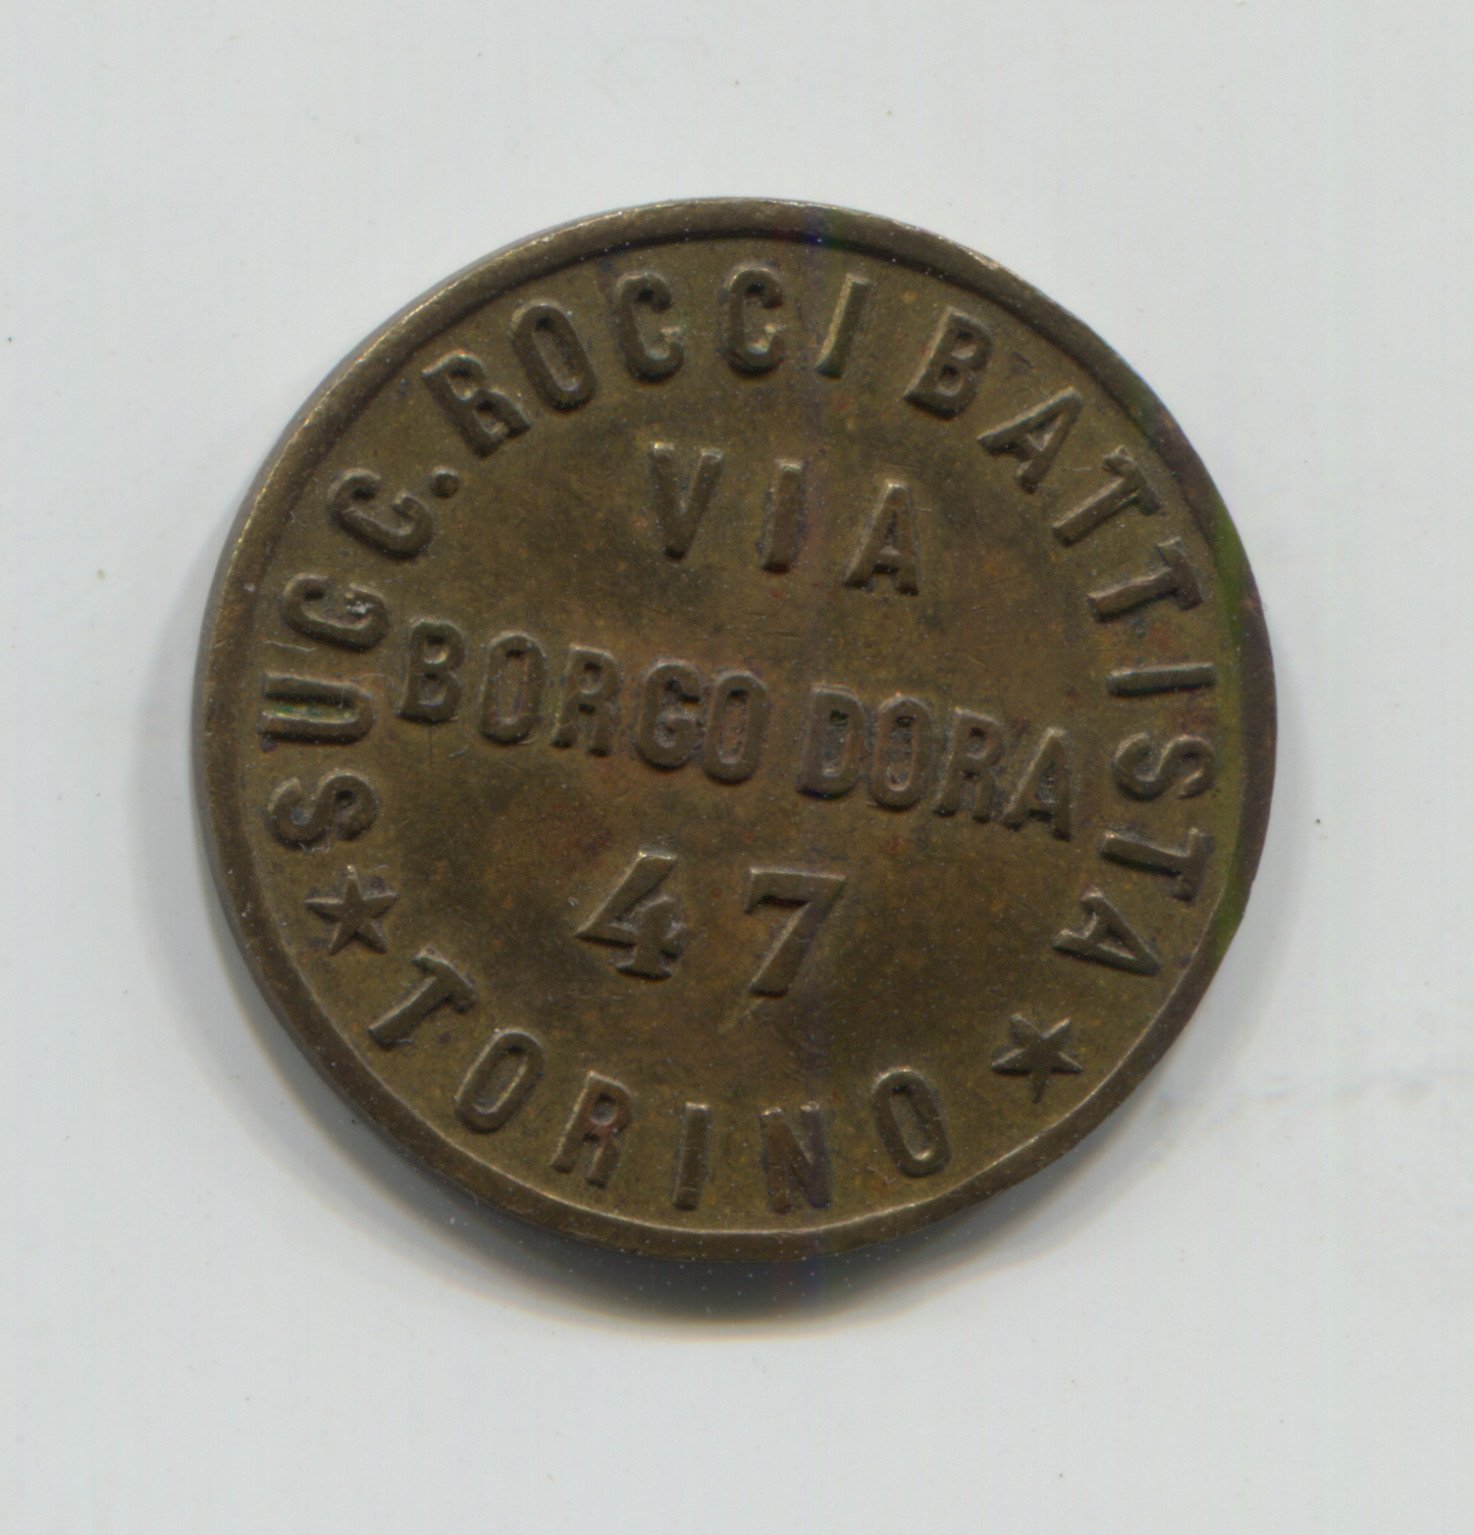 SUCC. ROCCI BATTISTA
VIA
BORGO DORA
47
TORINO